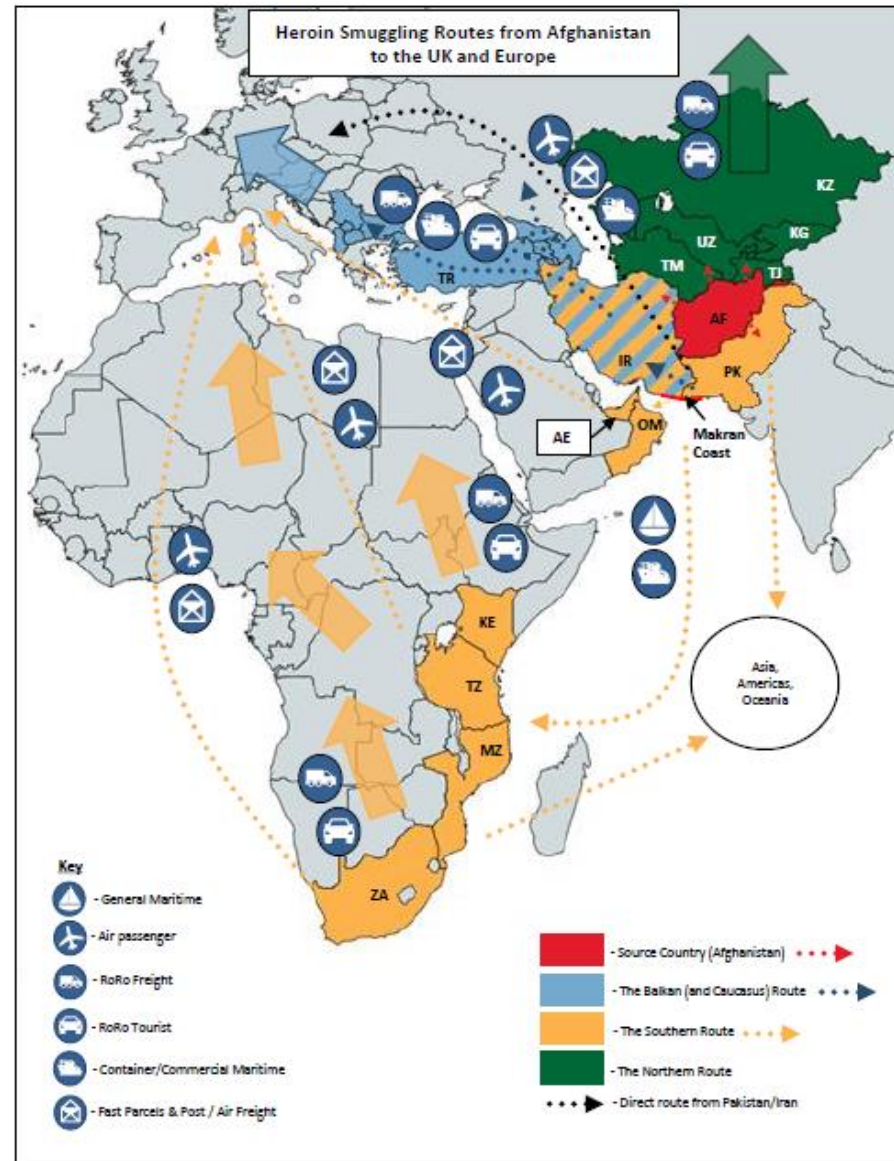 Heroin Smuggling Routes from Afghanistan
to the UK and Europe
KZ
UZ
KG
TM
TJ
TR
AF
IR
PK
AE
OM
Makran
Coast
KE
TZ
MZ
ZA
Asia,
Americas,
Oceania
Key
- General Maritime
- Air passenger
- RoRo Freight
- RoRo Tourist
- Container/Commercial Maritime
- Fast Parcels & Post / Air Freight
- Source Country (Afghanistan)
- The Balkan (and Caucasus) Route
- The Southern Route
- The Northern Route
- Direct route from Pakistan/Iran